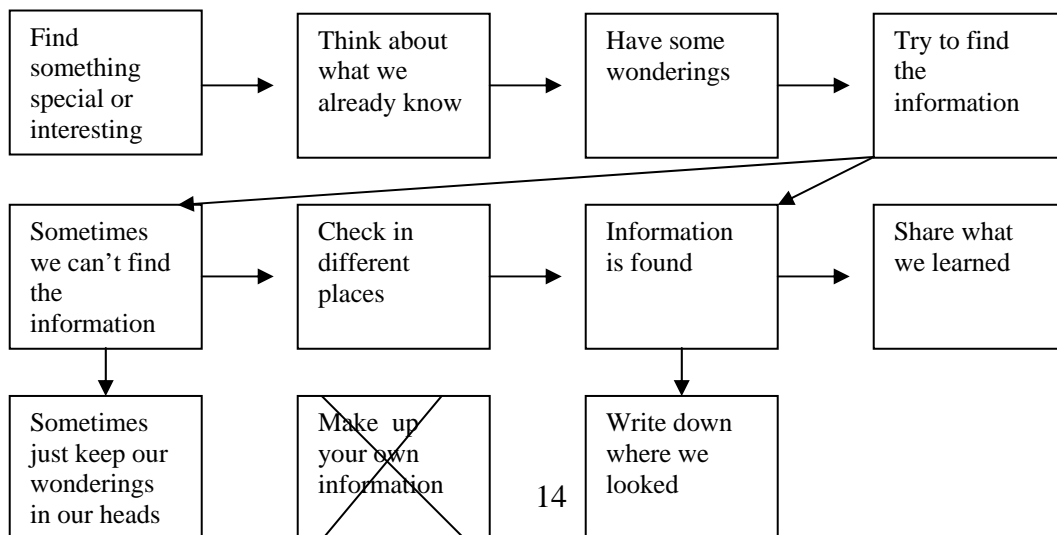 Find
something
special or
interesting
Think about
what we
already know
Have some
wonderings
Try to find
the
information
Sometimes
we can’t find
the
information
Check in
different
places
Information
is found
Share what
we learned
Sometimes
just keep our
wonderings
in our heads
Make up
your own
information
Write down
where we
looked
14